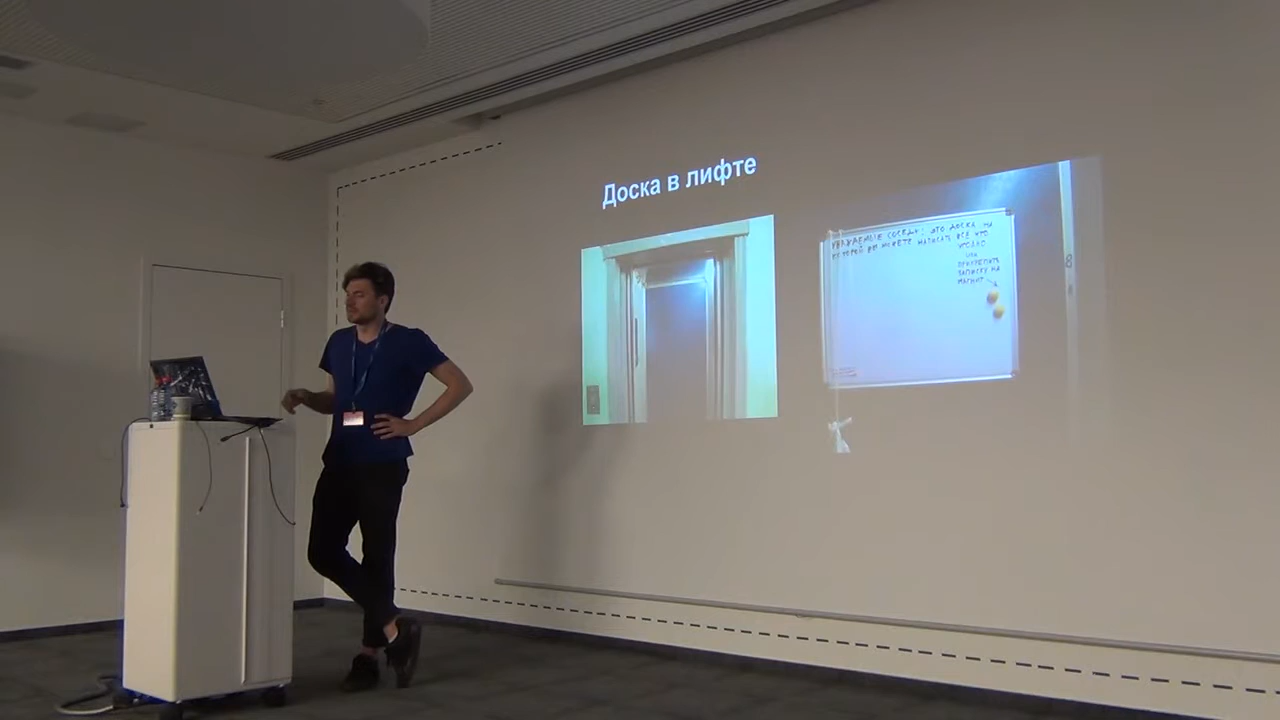 Доска в лифте
УВАЖАЕМЫЕ СОСЕДИ, ЭТО ДОСКА НА
КОТОРОЙ ВЫ МОЖЕТЕ НАПИСАТЬ ВСЁ ЧТО
УГОДНО
ИЛИ
ПРИКРЕПИТЬ
ЗАПИСКУ НА
МАГНИТ